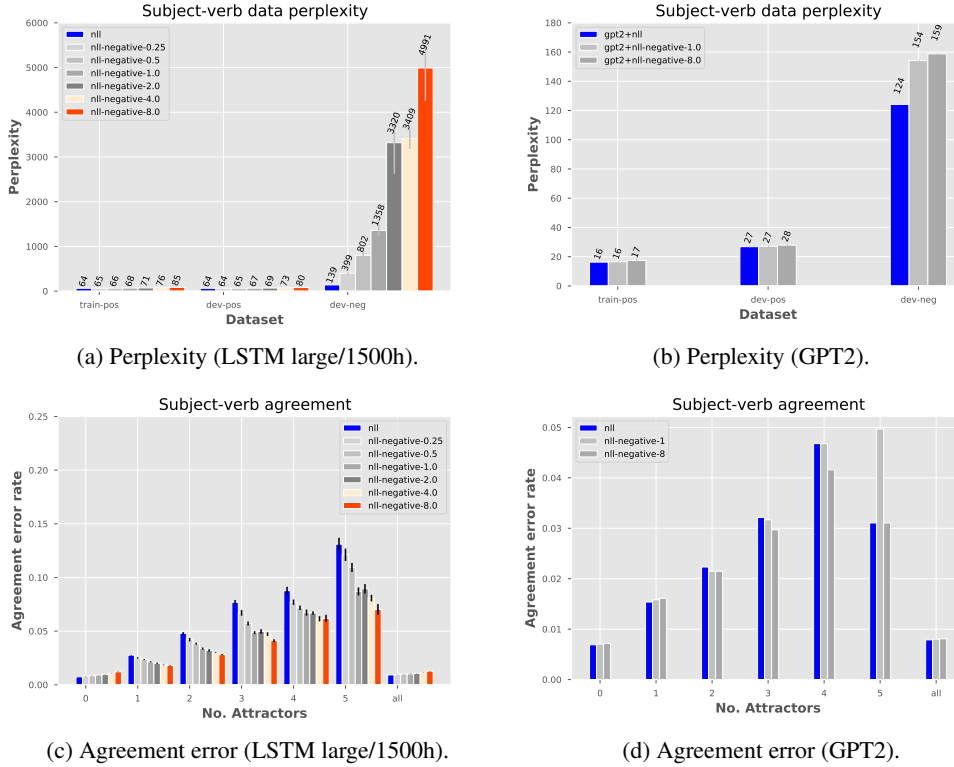 Subject-verb data perplexity
6000
5000
4000
3000
2000
1000
0
Perplexity
nll
nll-negative-0.25
nll-negative-0.5
nll-negative-1.0
nll-negative-2.0
nll-negative-4.0
nll-negative-8.0
64 65 66 68 71 76 85
64 64 65 67 69 73 80
139 399 802 1358 3320 3409 4991
train-pos dev-pos dev-neg
Dataset
(a) Perplexity (LSTM large/1500h).
Subject-verb data perplexity
180
160
140
120
100
80
60
40
20
0
Perplexity
gpt2+nll
gpt2+nll-negative-1.0
gpt2+nll-negative-8.0
16 16 17
27 27 28
124 154 159
train-pos dev-pos dev-neg
Dataset
(b) Perplexity (GPT2).
Subject-verb agreement
0.25
0.20
0.15
0.10
0.05
0.00
Agreement error rate
nll
nll-negative-0.25
nll-negative-0.5
nll-negative-1.0
nll-negative-2.0
nll-negative-4.0
nll-negative-8.0
0 1 2 3 4 5 all
No. Attractors
(c) Agreement error (LSTM large/1500h).
Subject-verb agreement
0.05
0.04
0.03
0.02
0.01
0.00
Agreement error rate
nll
nll-negative-1
nll-negative-8
0 1 2 3 4 5 all
No. Attractors
(d) Agreement error (GPT2).